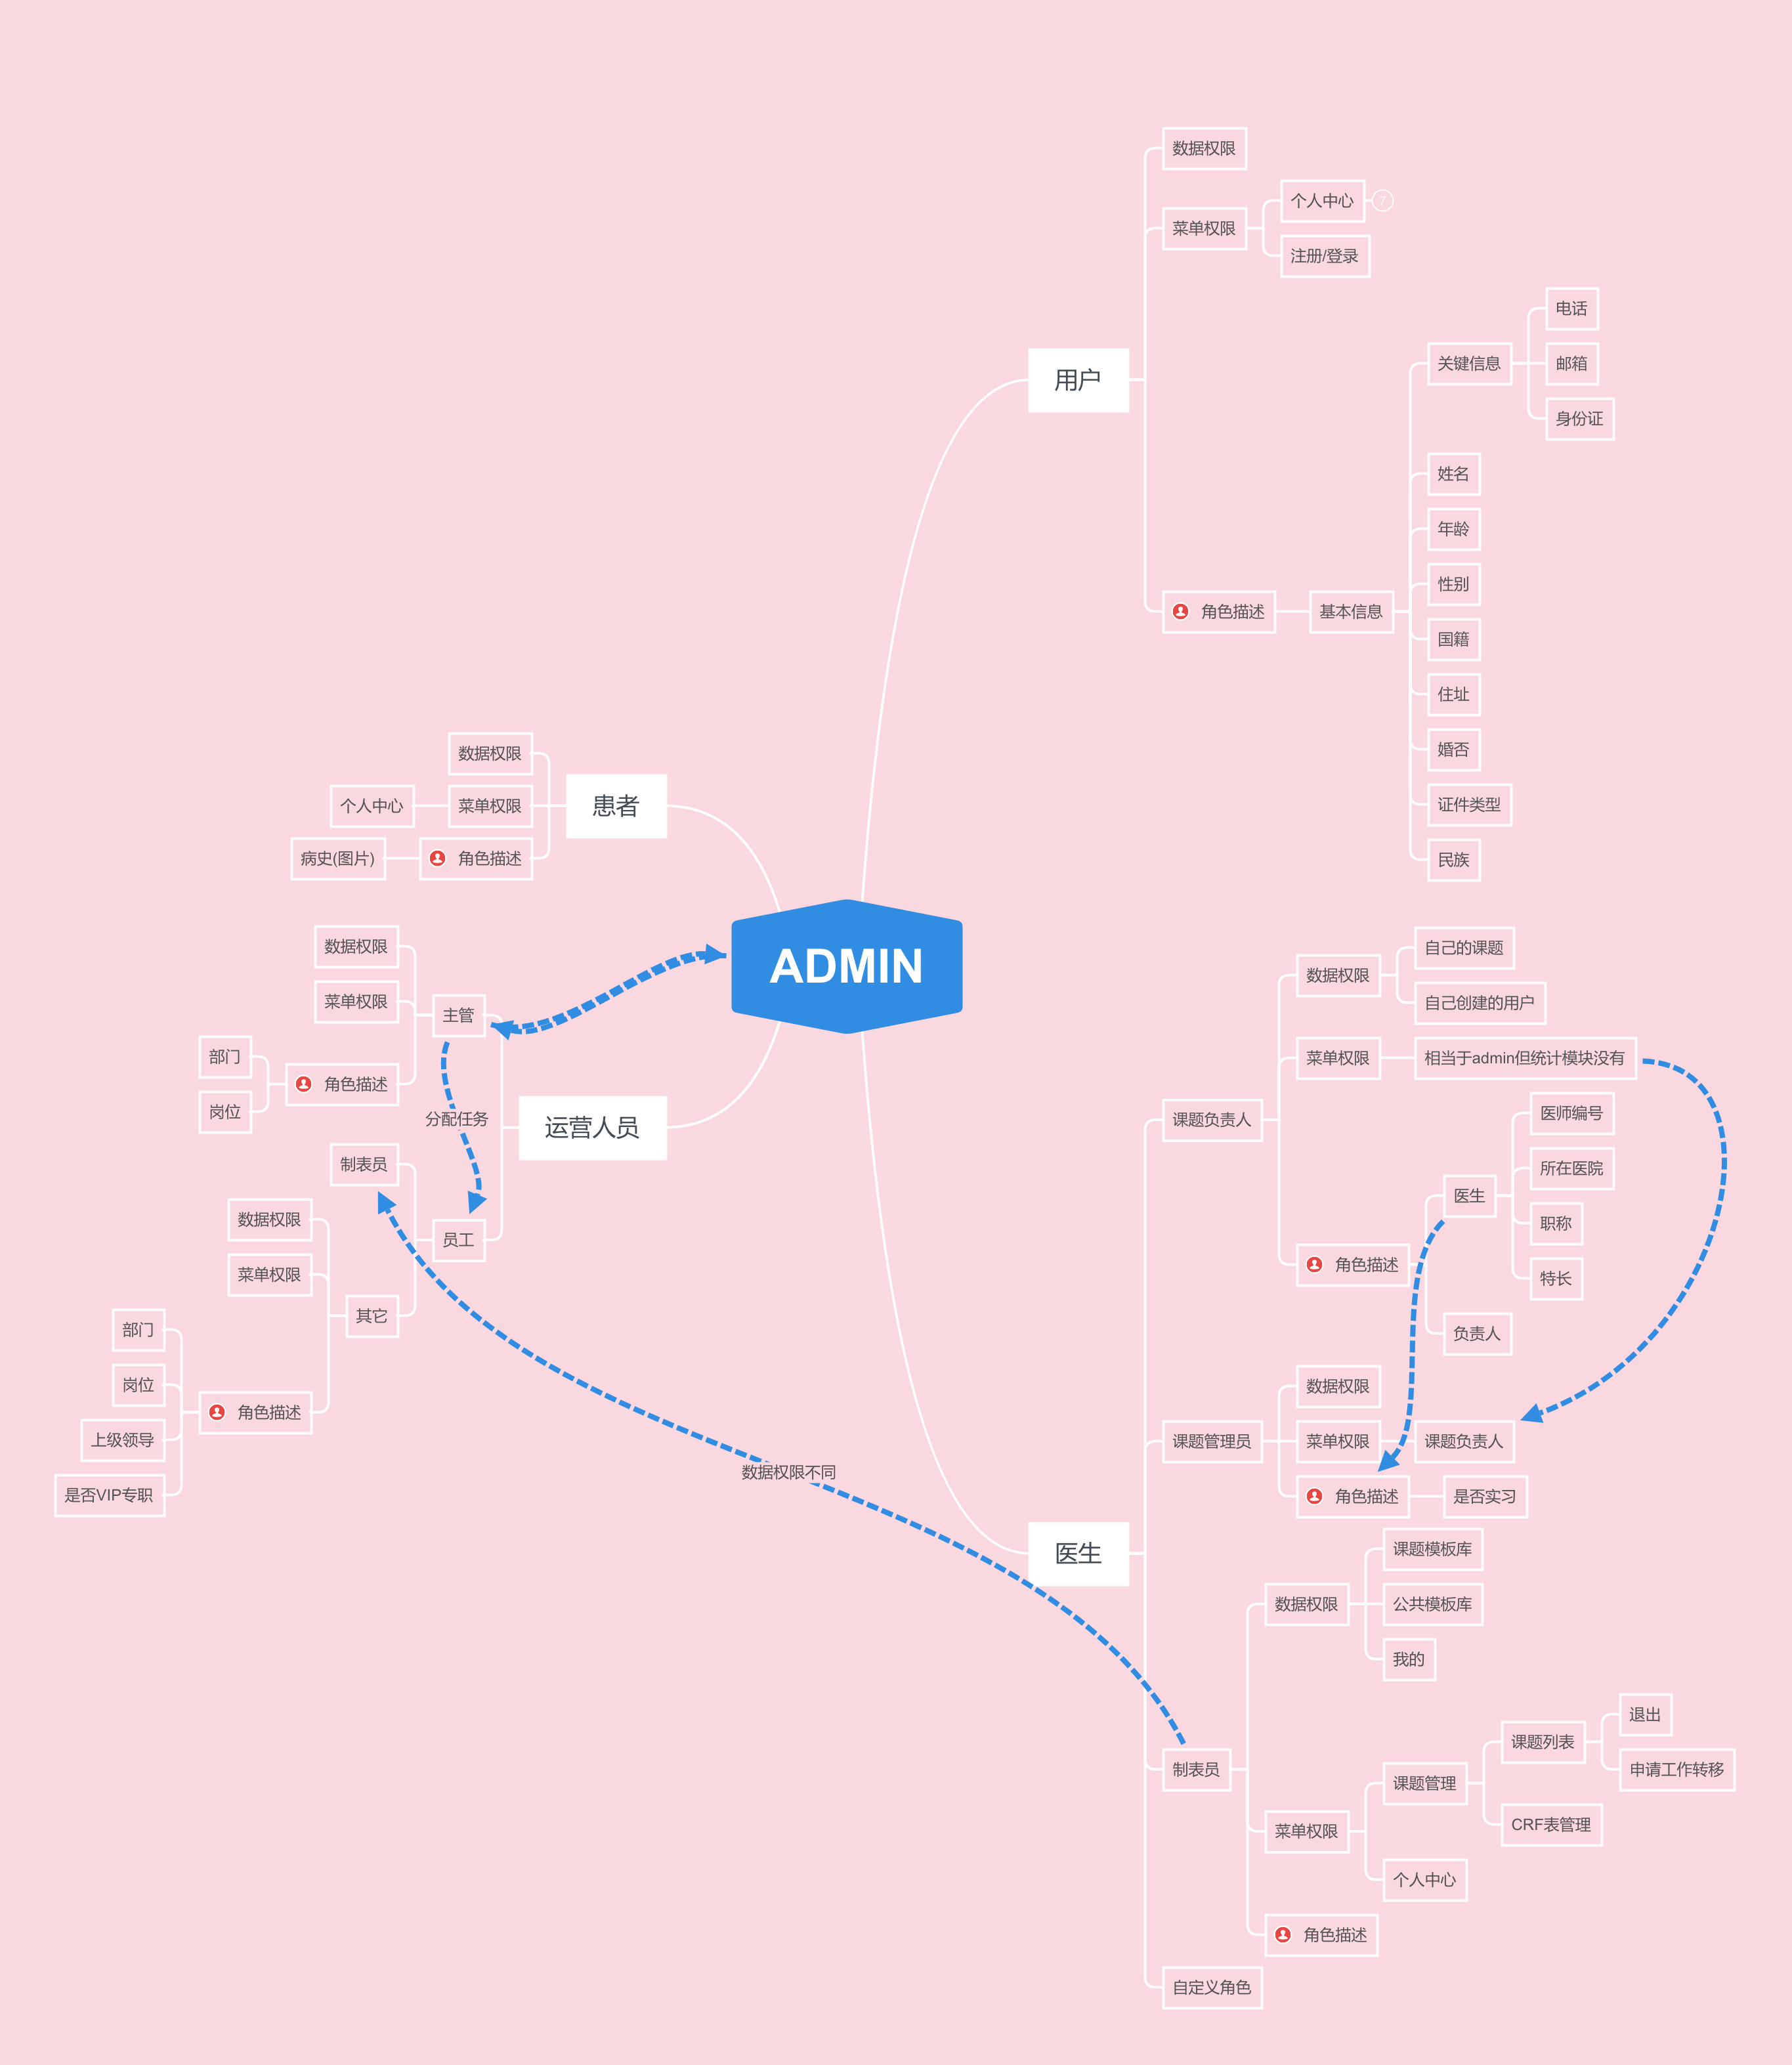 ADMIN
用户
数据权限
菜单权限
个人中心
7
注册/登录
角色描述
基本信息
关键信息
电话
邮箱
身份证
姓名
年龄
性别
国籍
住址
婚否
证件类型
民族
患者
数据权限
菜单权限
个人中心
角色描述
病史(图片)
运营人员
主管
数据权限
菜单权限
角色描述
部门
岗位
分配任务
员工
制表员
其它
数据权限
菜单权限
角色描述
部门
岗位
上级领导
是否VIP专职
数据权限不同
医生
课题负责人
数据权限
自己的课题
自己创建的用户
菜单权限
相当于admin但统计模块没有
角色描述
医生
医师编号
所在医院
职称
特长
负责人
课题管理员
数据权限
菜单权限
课题负责人
角色描述
是否实习
制表员
数据权限
课题模板库
公共模板库
我的
菜单权限
课题管理
课题列表
退出
申请工作转移
CRF表管理
个人中心
角色描述
自定义角色